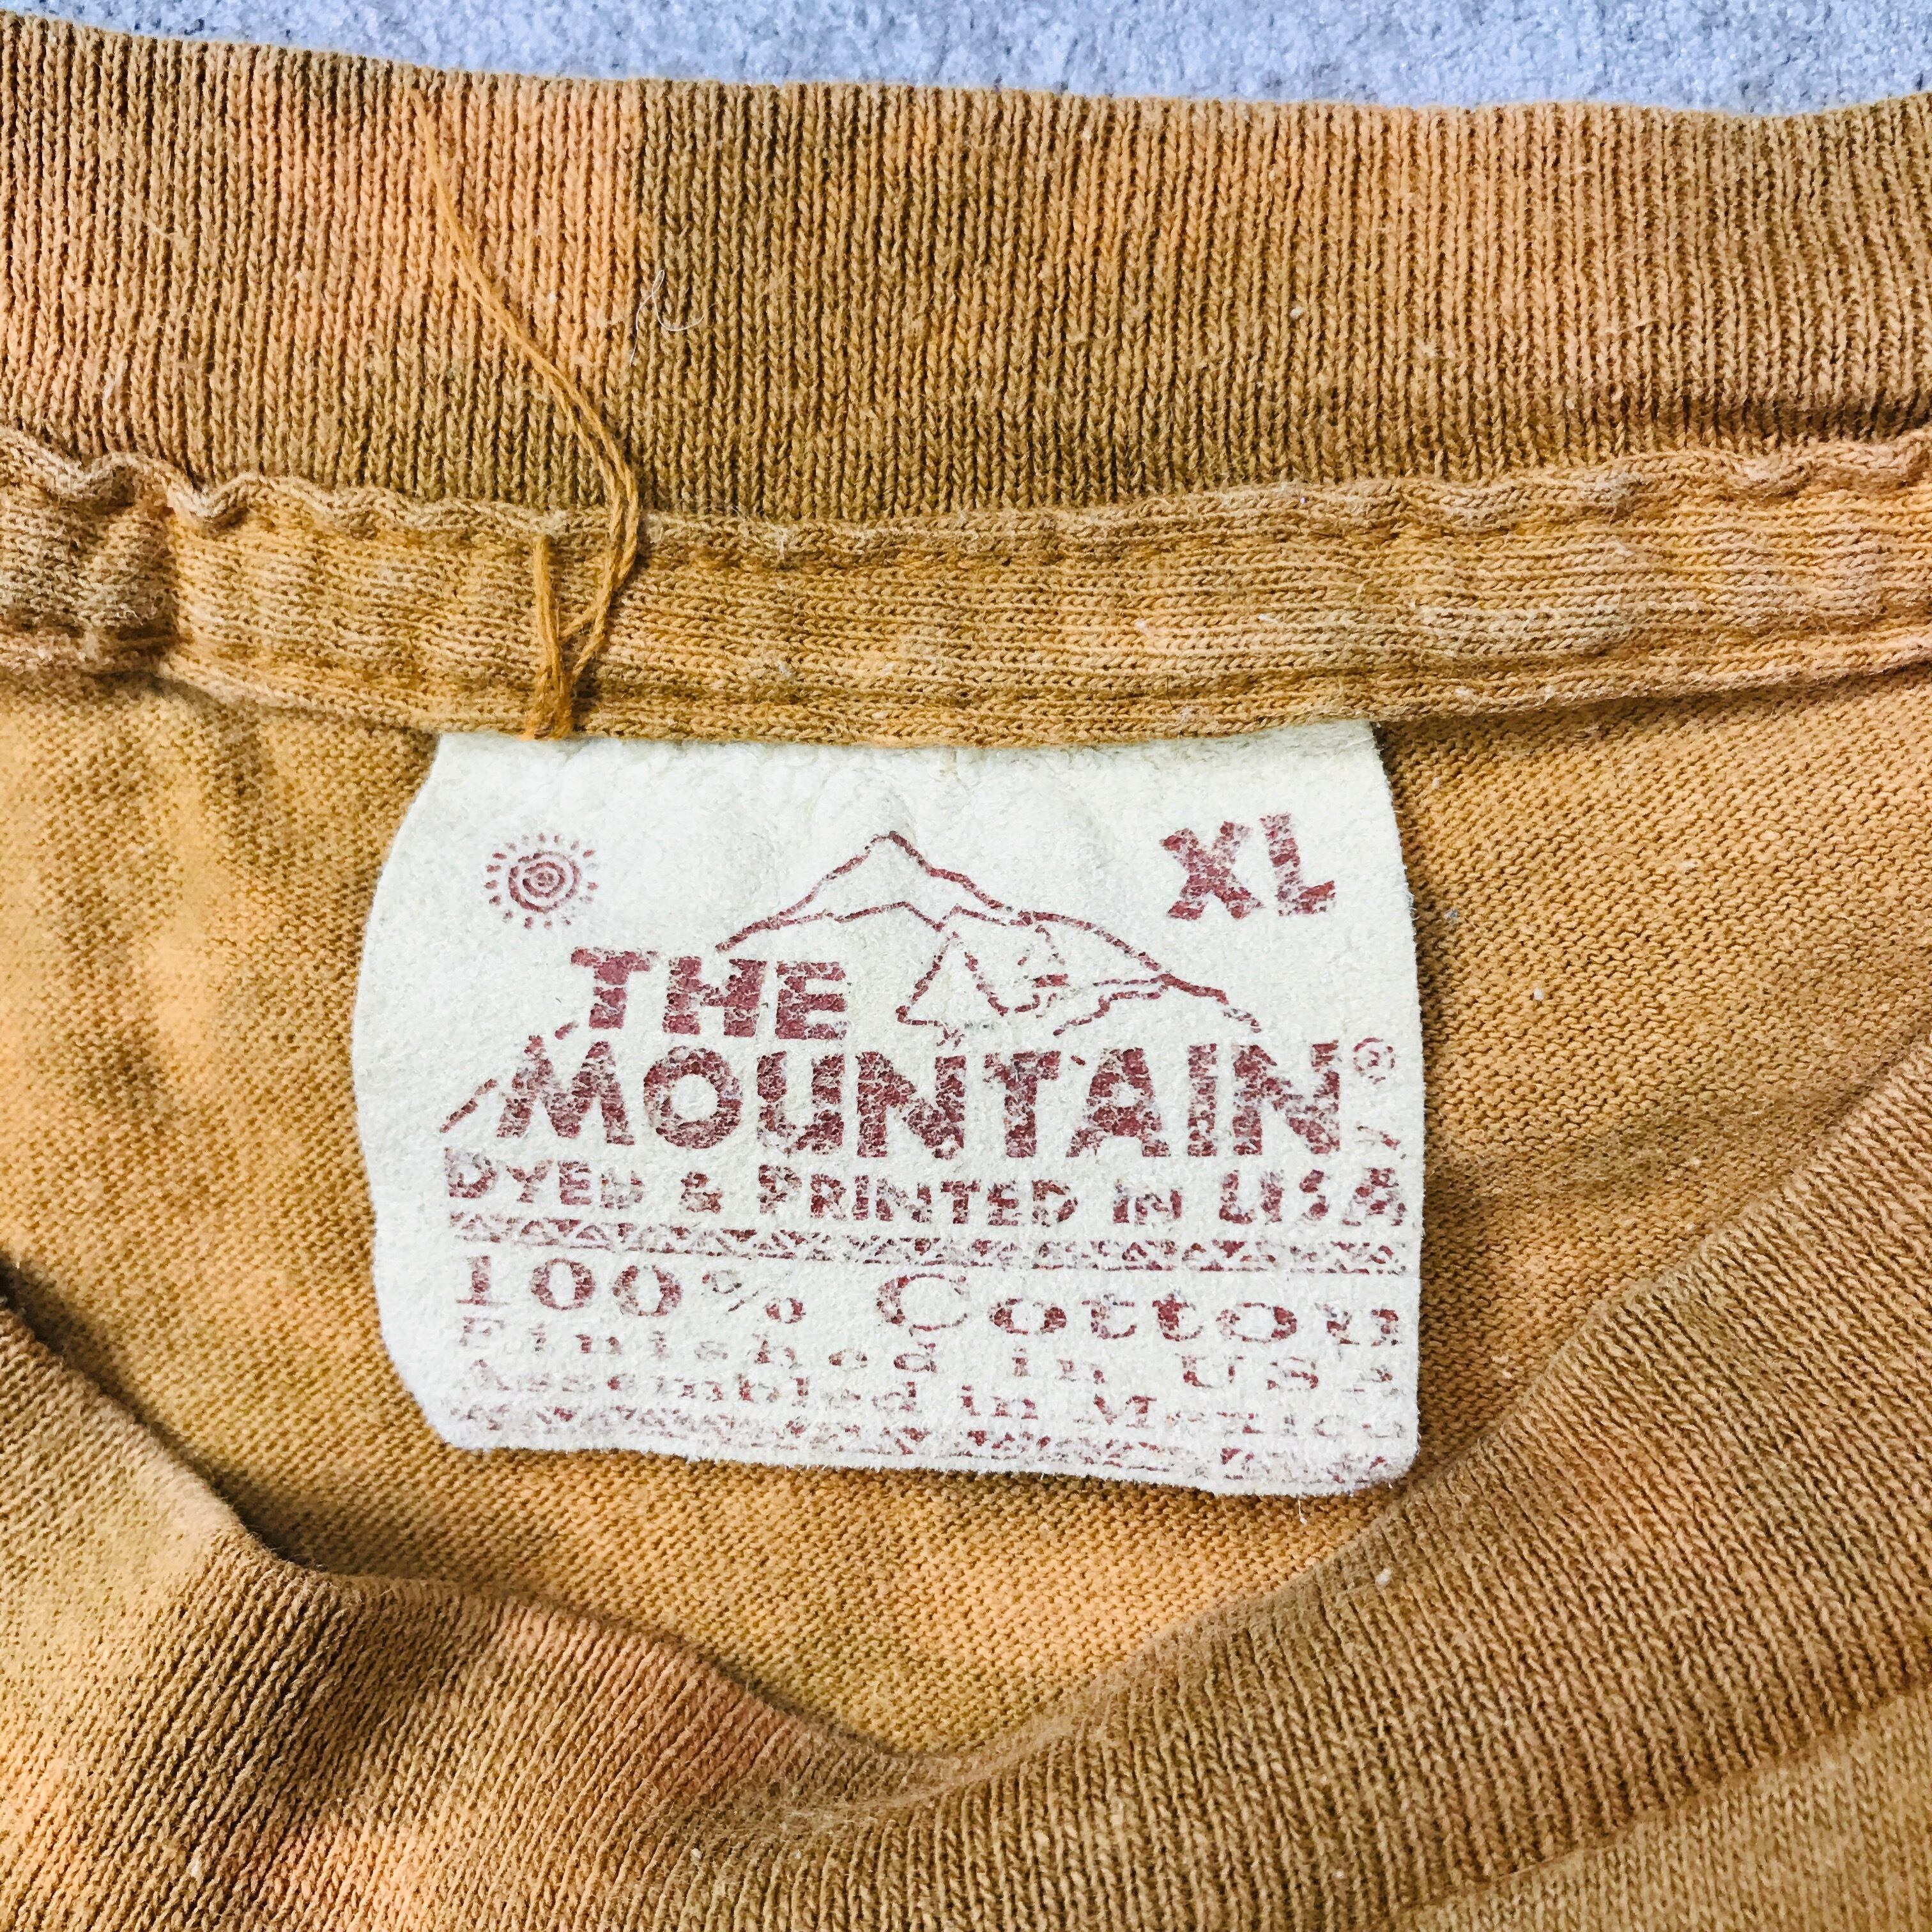 XL
THE
MOUNTAIN®
DYED & PRINTED IN USA
100% Cotton
Finished in USA
Assembled in Mexico